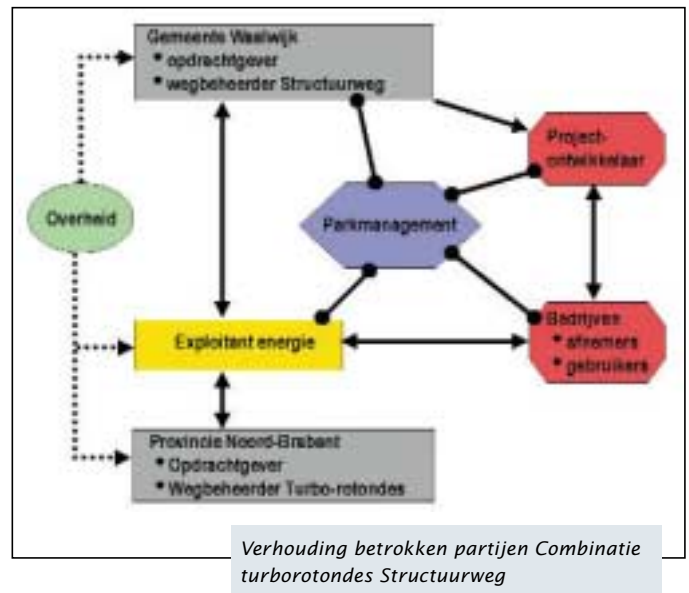 Gemeente Waalwijk
• opdrachtgever
• wegbeheerder Structuurweg
Project-
ontwikkelaar
Overheid
Parkmanagement
Exploitant energie
Bedrijven
• afnemers
• gebruikers
Provincie Noord-Brabant
• Opdrachtgever
• Wegbeheerder Turbo-rotondes
Verhouding betrokken partijen Combinatie
turborotondes Structuurweg